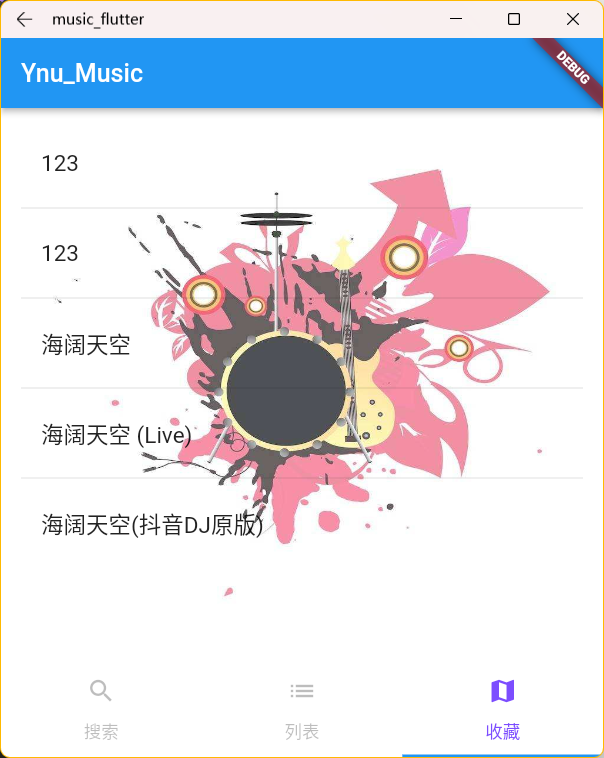 music_flutter
Ynu_Music
DEBUG
123
123
海阔天空
海阔天空 (Live)
海阔天空(抖音DJ原版)
搜索
列表
收藏